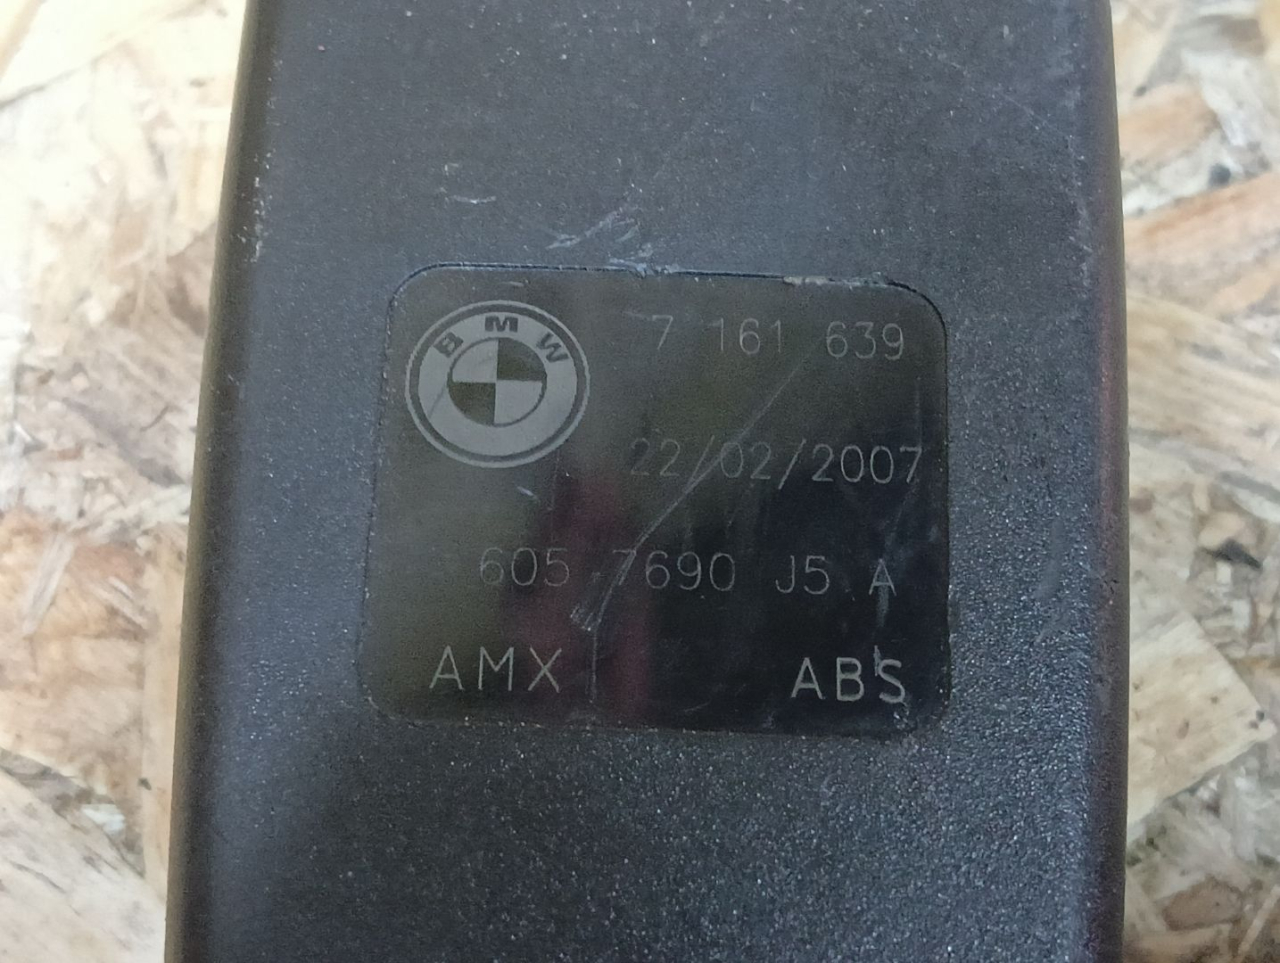 BMW
7 161 639
22/02/2007
605 7690 J5 A
AMX ABS